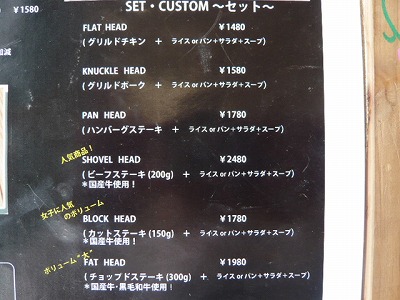 ¥1580
SET・CUSTOM ～セット～
FLAT HEAD ¥1480
( グリルドチキン + ライス or パン+サラダ+スープ)
KNUCKLE HEAD ¥1580
( グリルドポーク + ライス or パン+サラダ+スープ)
PAN HEAD ¥1780
( ハンバーグステーキ + ライス or パン+サラダ+スープ)
人気商品！
SHOVEL HEAD ¥2480
( ビーフステーキ (200g) + ライス or パン+サラダ+スープ)
＊国産牛使用！
女子に人気
のボリューム
BLOCK HEAD ¥1780
( カットステーキ (150g) + ライス or パン+サラダ+スープ)
＊国産牛使用！
ボリューム"大"
FAT HEAD ¥1980
( チョップドステーキ (300g) + ライス or パン+サラダ+スープ)
＊国産牛・黒毛和牛使用！